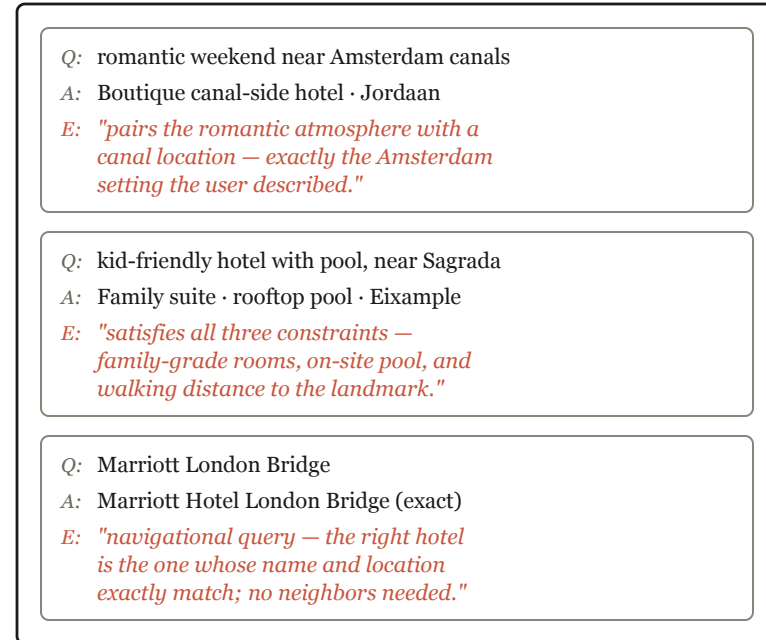 Q: romantic weekend near Amsterdam canals
A: Boutique canal-side hotel · Jordaan
E: "pairs the romantic atmosphere with a
canal location — exactly the Amsterdam
setting the user described."
Q: kid-friendly hotel with pool, near Sagrada
A: Family suite · rooftop pool · Eixample
E: "satisfies all three constraints —
family-grade rooms, on-site pool, and
walking distance to the landmark."
Q: Marriott London Bridge
A: Marriott Hotel London Bridge (exact)
E: "navigational query — the right hotel
is the one whose name and location
exactly match; no neighbors needed."